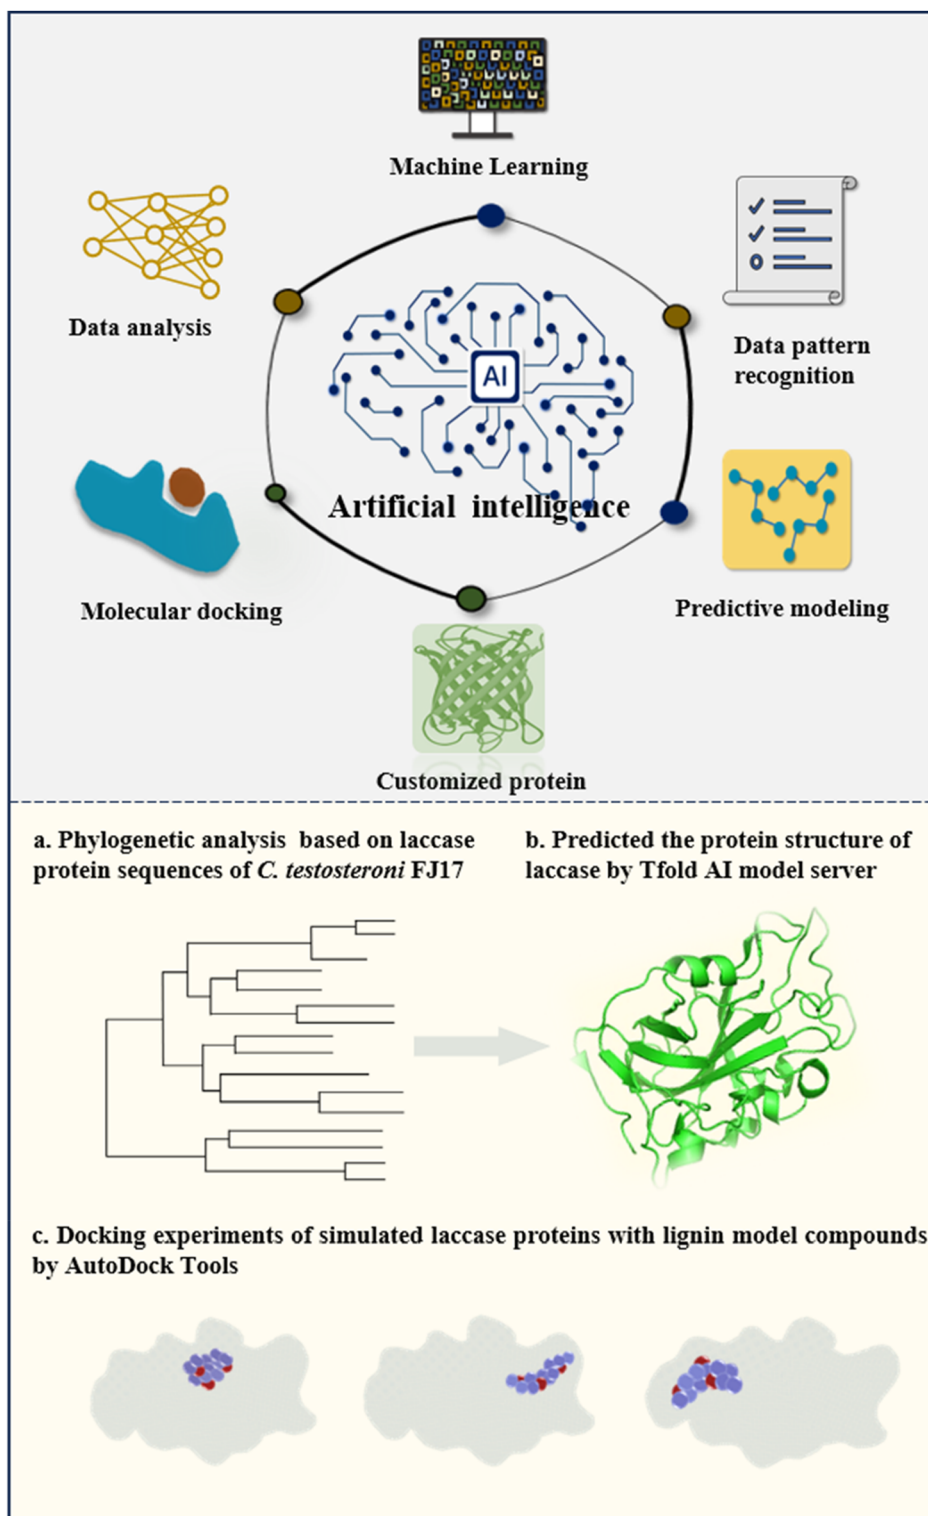 Machine Learning
Data analysis
Data pattern
recognition
AI
Artificial intelligence
Molecular docking
Predictive modeling
Customized protein
a. Phylogenetic analysis based on laccase
protein sequences of C. testosteroni FJ17
b. Predicted the protein structure of
laccase by Tfold AI model server
c. Docking experiments of simulated laccase proteins with lignin model compounds
by AutoDock Tools